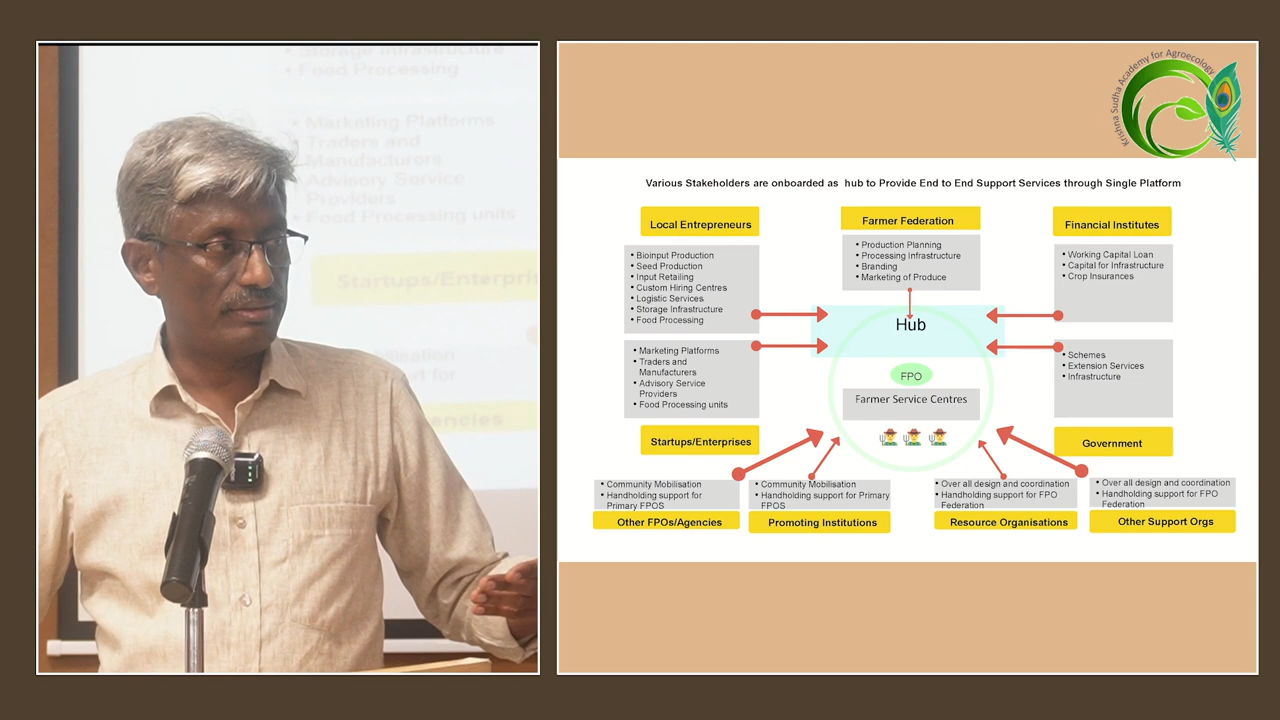 Storage Infrastructure
• Food Processing
• Marketing Platforms
• Traders and
Manufacturers
• Advisory Service
Providers
• Food Processing units
Startups/Enterpris
Krishna Sudha Academy for Agroecology
Various Stakeholders are onboarded as hub to Provide End to End Support Services through Single Platform
Local Entrepreneurs
• Bioinput Production
• Seed Production
• Input Retailing
• Custom Hiring Centres
• Logistic Services
• Storage Infrastructure
• Food Processing
• Marketing Platforms
• Traders and
Manufacturers
• Advisory Service
Providers
• Food Processing units
Startups/Enterprises
Farmer Federation
• Production Planning
• Processing Infrastructure
• Branding
• Marketing of Produce
Hub
FPO
Farmer Service Centres
Financial Institutes
• Working Capital Loan
• Capital for Infrastructure
• Crop Insurances
• Schemes
• Extension Services
• Infrastructure
Government
• Community Mobilisation
• Handholding support for
Primary FPOS
Other FPOs/Agencies
• Community Mobilisation
• Handholding support for Primary
FPOS
Promoting Institutions
• Over all design and coordination
• Handholding support for FPO
Federation
Resource Organisations
• Over all design and coordination
• Handholding support for FPO
Federation
Other Support Orgs